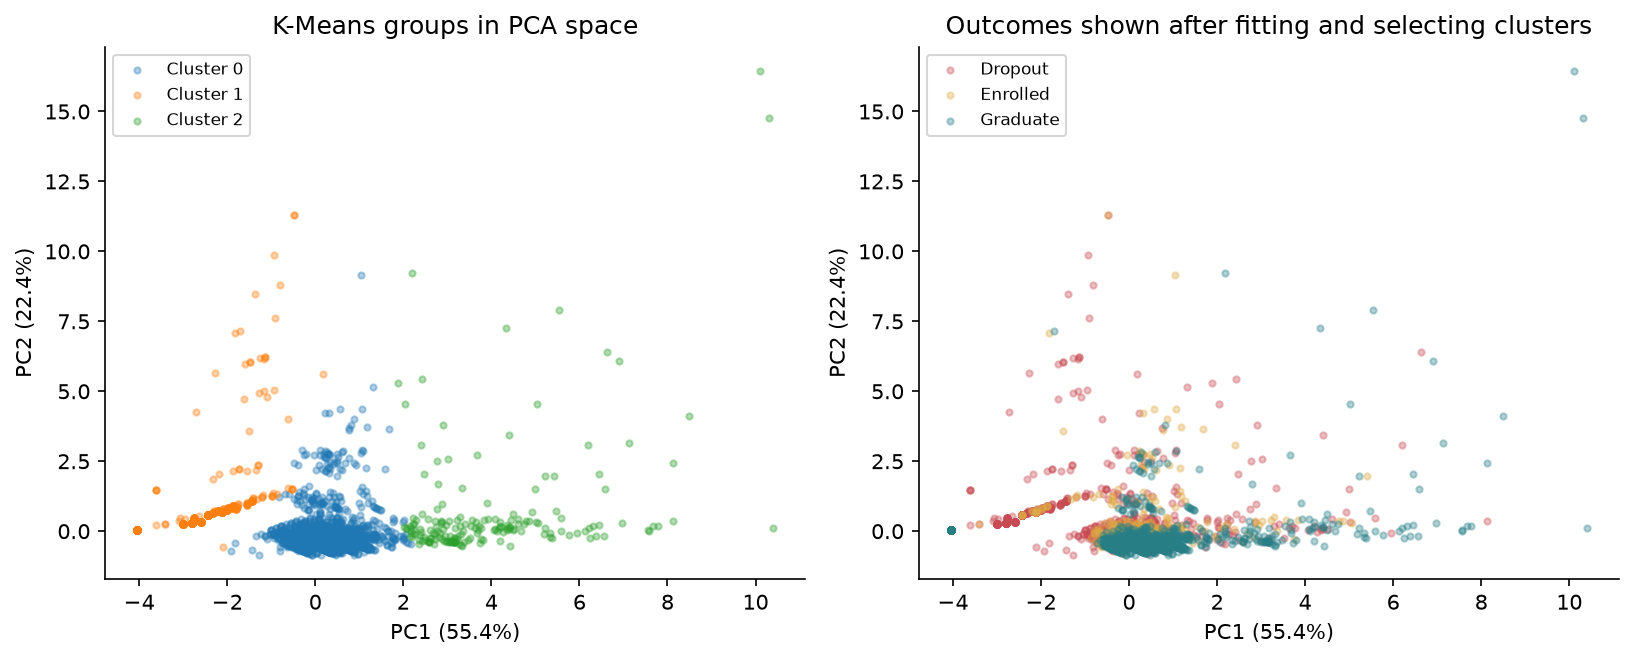 K-Means groups in PCA space
Cluster 0
Cluster 1
Cluster 2
15.0
12.5
10.0
7.5
5.0
2.5
0.0
PC2 (22.4%)
−4
−2
0
2
4
6
8
10
PC1 (55.4%)
Outcomes shown after fitting and selecting clusters
Dropout
Enrolled
Graduate
15.0
12.5
10.0
7.5
5.0
2.5
0.0
PC2 (22.4%)
−4
−2
0
2
4
6
8
10
PC1 (55.4%)